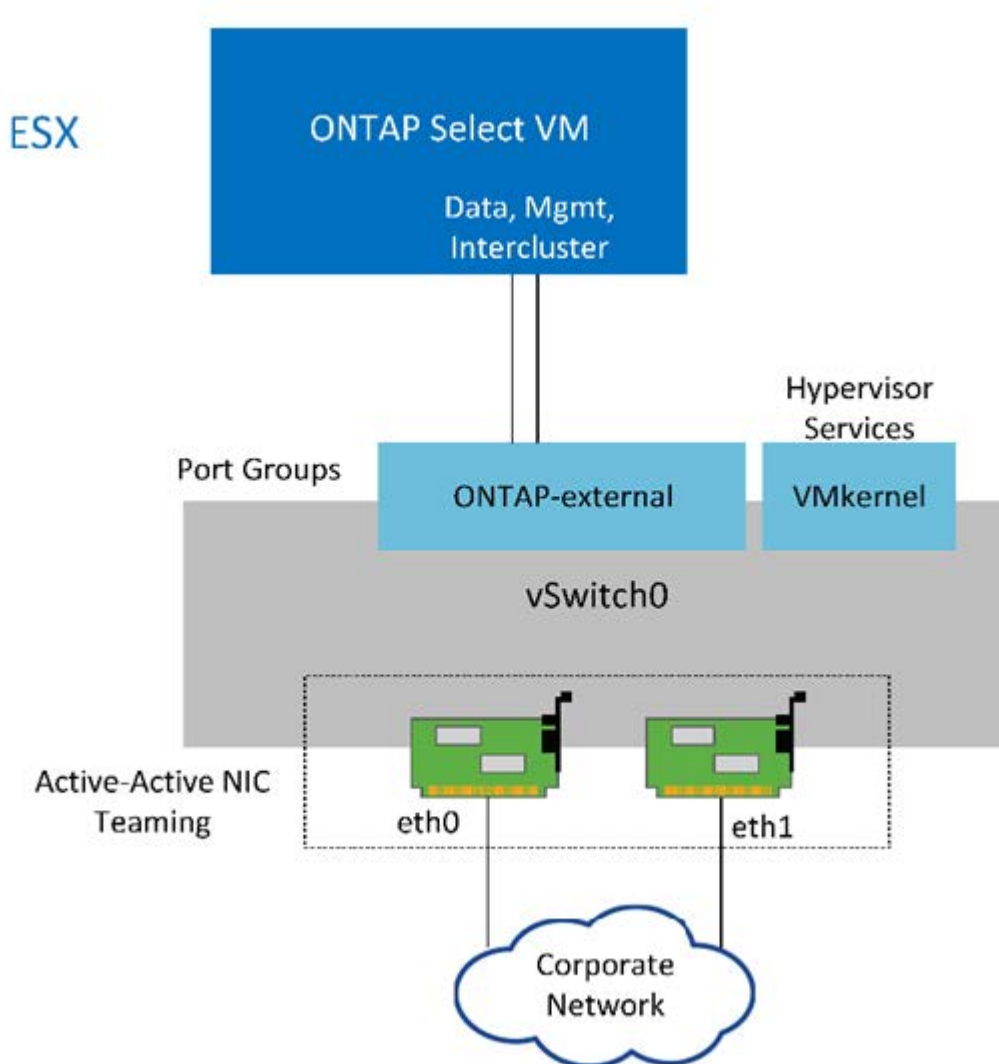 ESX
ONTAP Select VM
Data, Mgmt,
Intercluster
Hypervisor
Services
Port Groups
ONTAP-external
VMkernel
vSwitch0
Active-Active NIC
Teaming
eth0
eth1
Corporate
Network